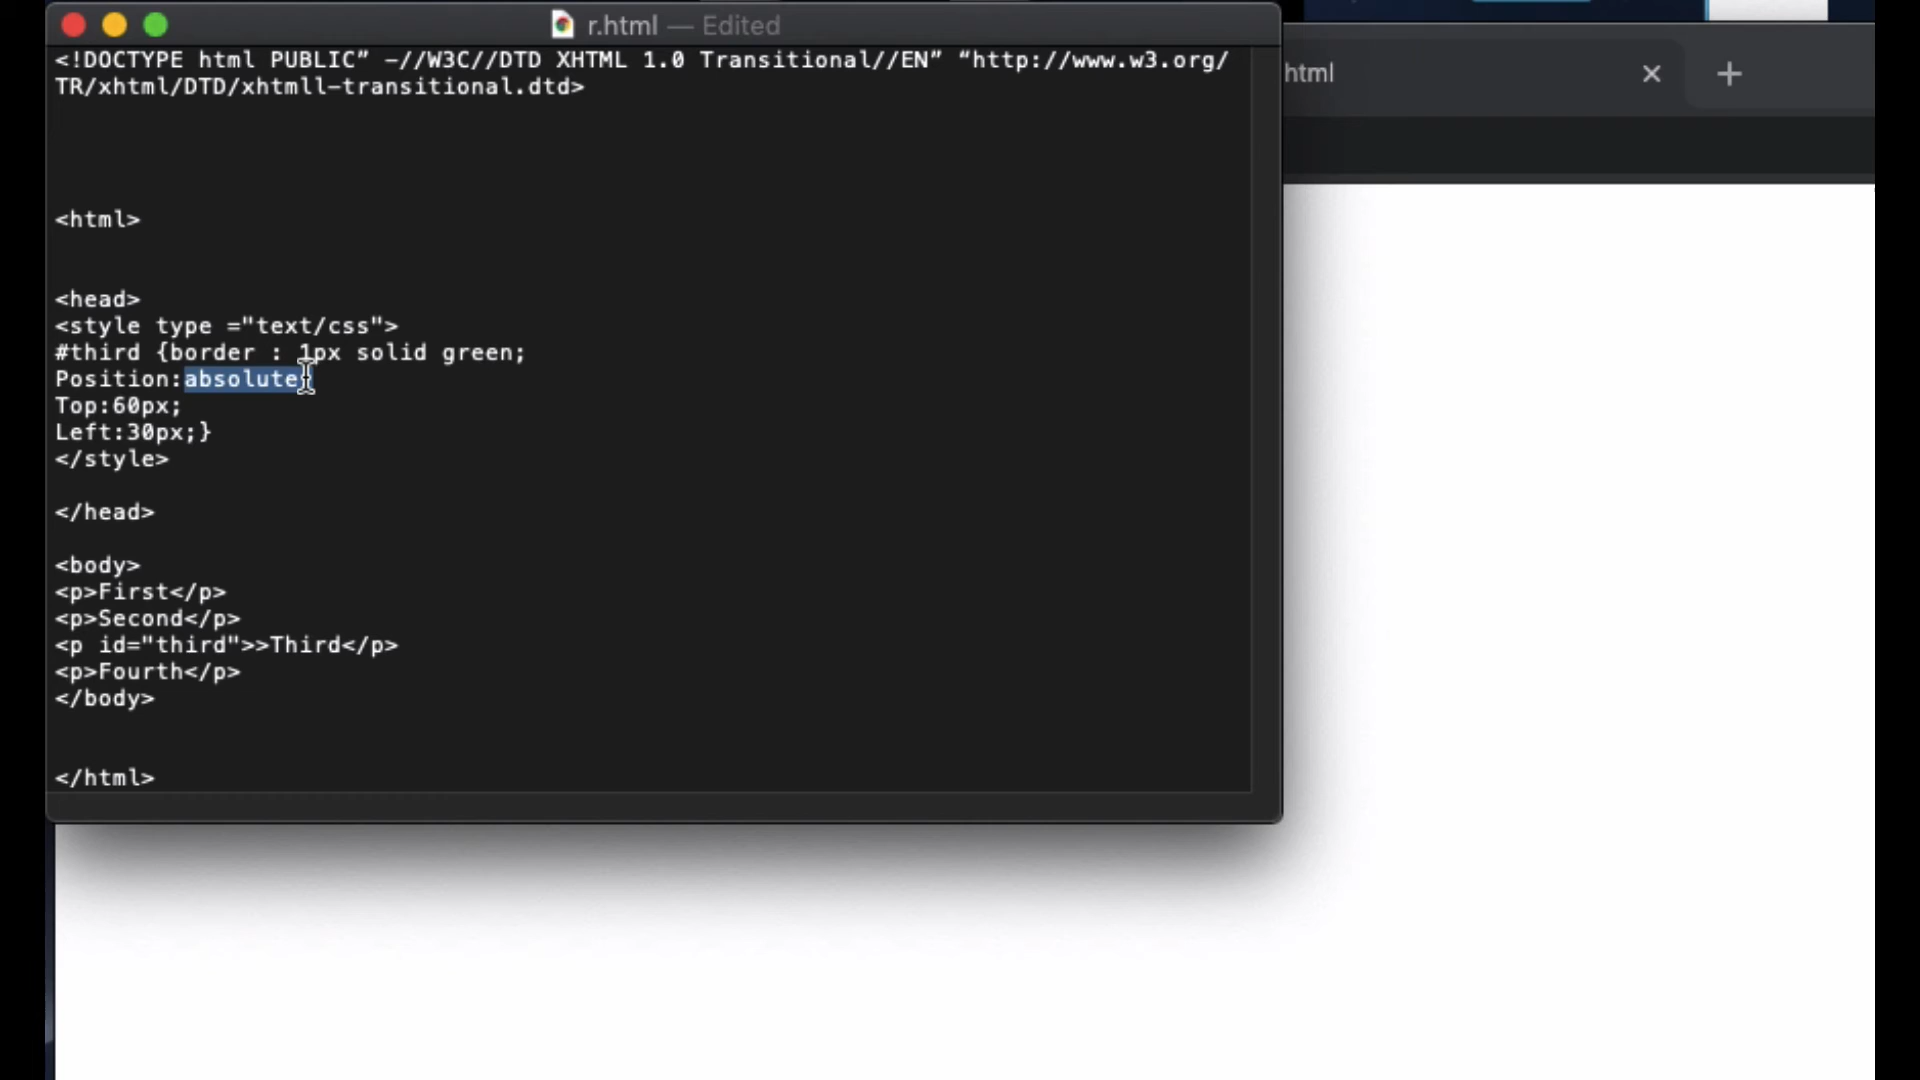 r.html — Edited
html
<!DOCTYPE html PUBLIC” —//W3C//DTD XHTML 1.0 Transitional//EN” “http://www.w3.org/
TR/xhtml/DTD/xhtmll-transitional.dtd>
<html>
<head>
<style type ="text/css">
#third {border : 1px solid green;
Position:absolute;
Top:60px;
Left:30px;}
</style>
</head>
<body>
<p>First</p>
<p>Second</p>
<p id="third">>Third</p>
<p>Fourth</p>
</body>
</html>